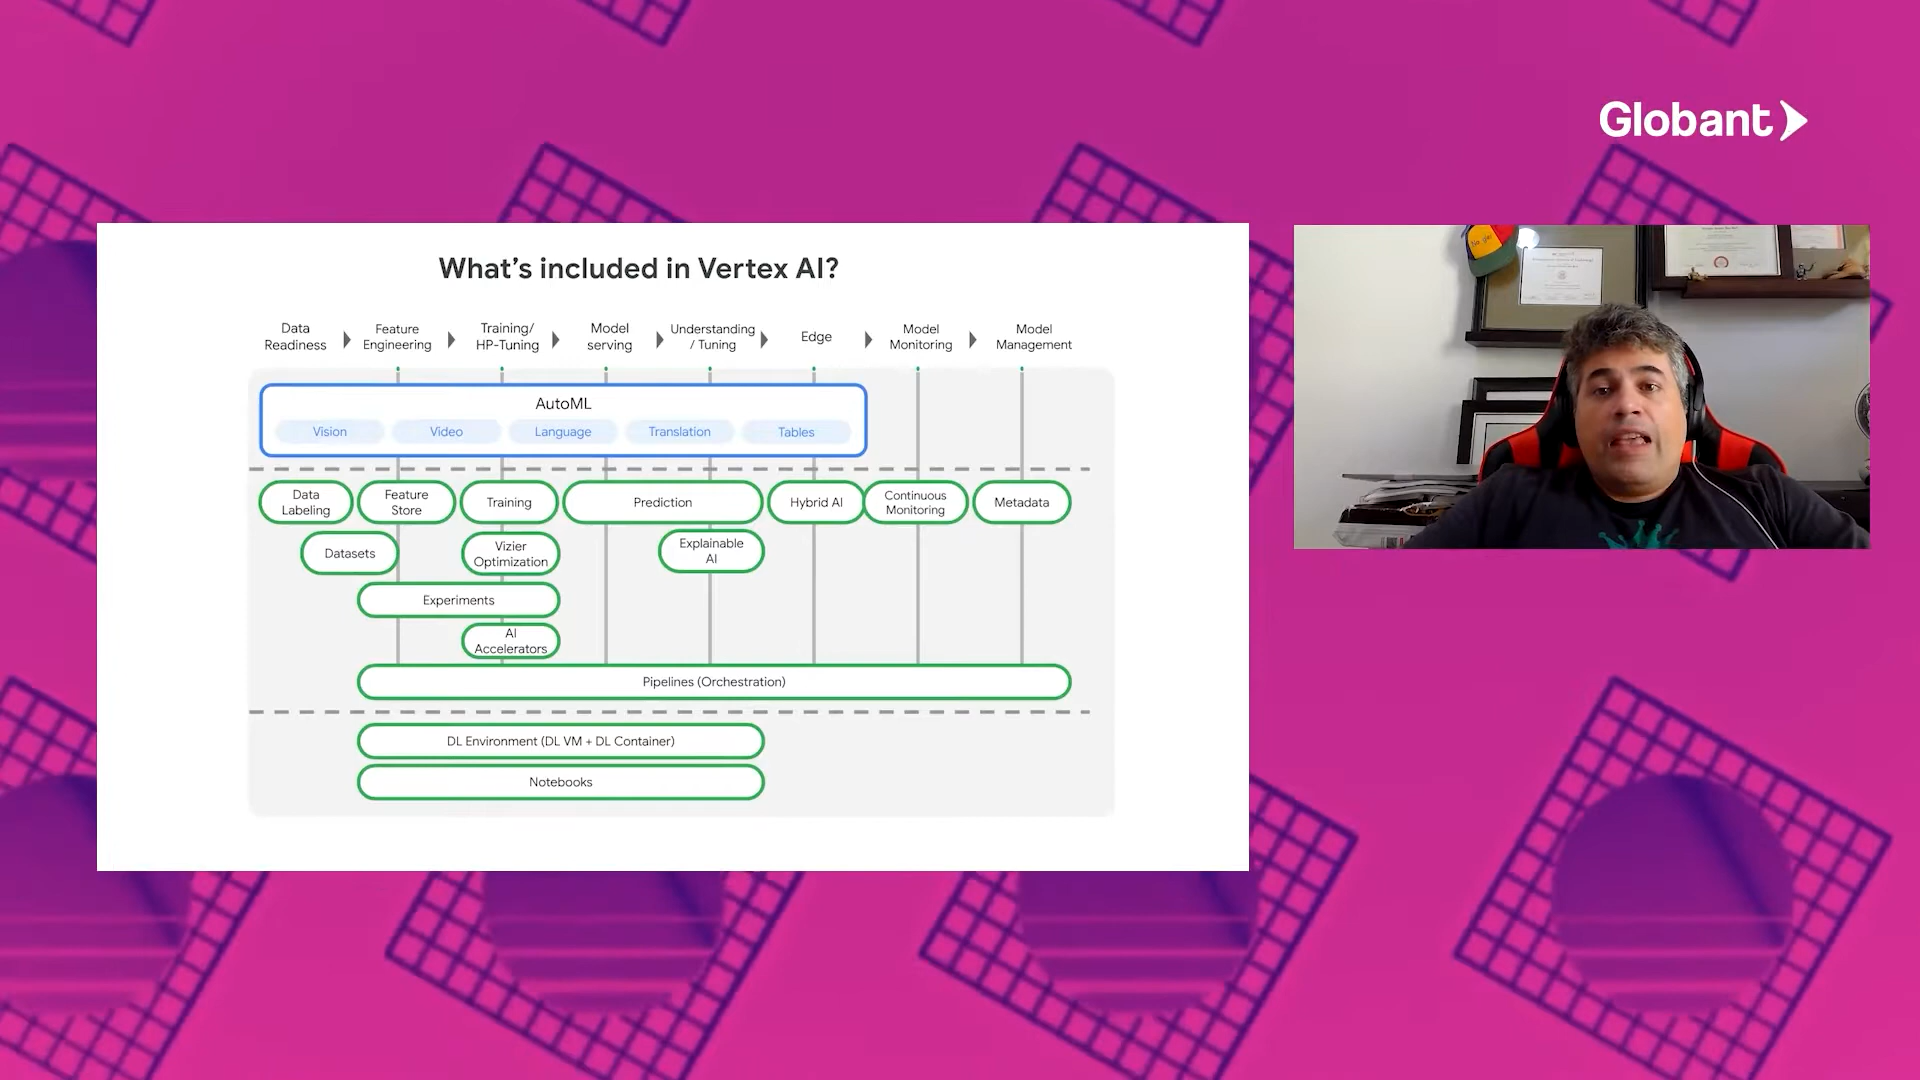 Globant
What's included in Vertex AI?
Data
Readiness
Feature
Engineering
Training/
HP-Tuning
Model
serving
Understanding
/ Tuning
Edge
Model
Monitoring
Model
Management
AutoML
Vision
Video
Language
Translation
Tables
Data
Labeling
Feature
Store
Training
Prediction
Hybrid AI
Continuous
Monitoring
Metadata
Datasets
Vizier
Optimization
Explainable
AI
Experiments
AI
Accelerators
Pipelines (Orchestration)
DL Environment (DL VM + DL Container)
Notebooks